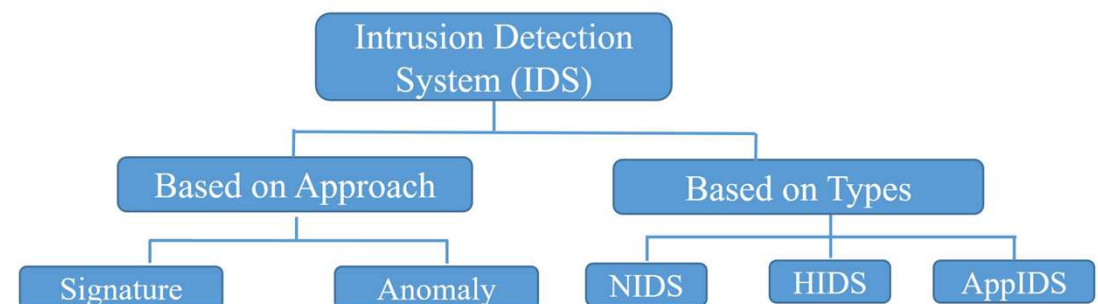 Intrusion Detection
System (IDS)
Based on Approach
Based on Types
Signature
Anomaly
NIDS
HIDS
AppIDS